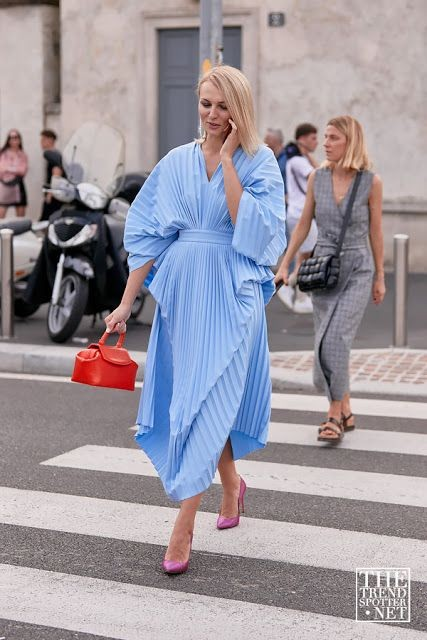 THE
TREND
SPOTTER
.NET